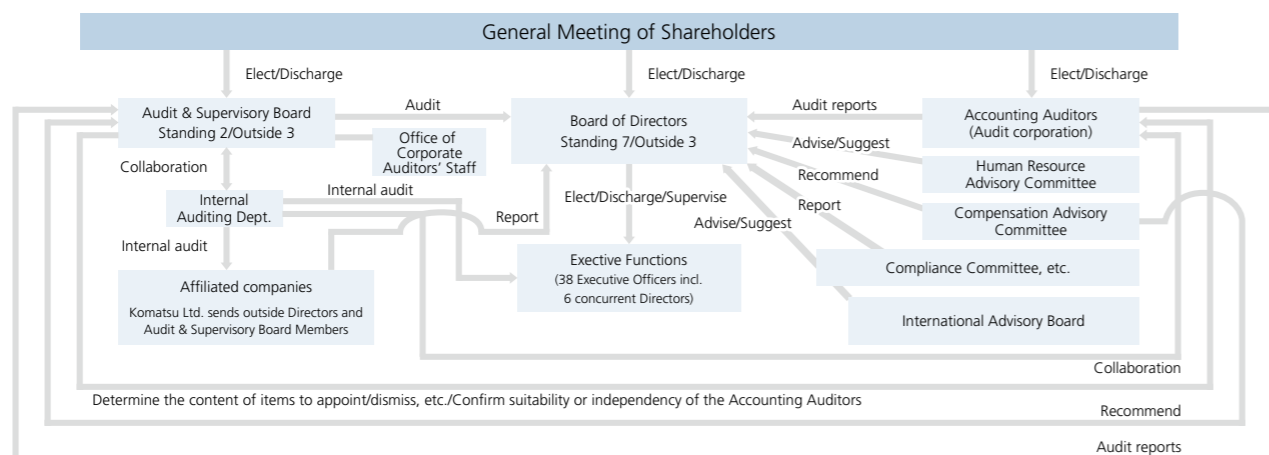 General Meeting of Shareholders
Elect/Discharge
Elect/Discharge
Elect/Discharge
Audit & Supervisory Board
Standing 2/Outside 3
Audit
Board of Directors
Standing 7/Outside 3
Audit reports
Accounting Auditors
(Audit corporation)
Office of
Corporate
Auditors' Staff
Advise/Suggest
Human Resource
Advisory Committee
Collaboration
Recommend
Internal
Auditing Dept.
Internal audit
Elect/Discharge/Supervise
Report
Report
Advise/Suggest
Compensation Advisory
Committee
Internal audit
Affiliated companies
Komatsu Ltd. sends outside Directors and
Audit & Supervisory Board Members
Exective Functions
(38 Executive Officers incl.
6 concurrent Directors)
Compliance Committee, etc.
International Advisory Board
Collaboration
Determine the content of items to appoint/dismiss, etc./Confirm suitability or independency of the Accounting Auditors
Recommend
Audit reports